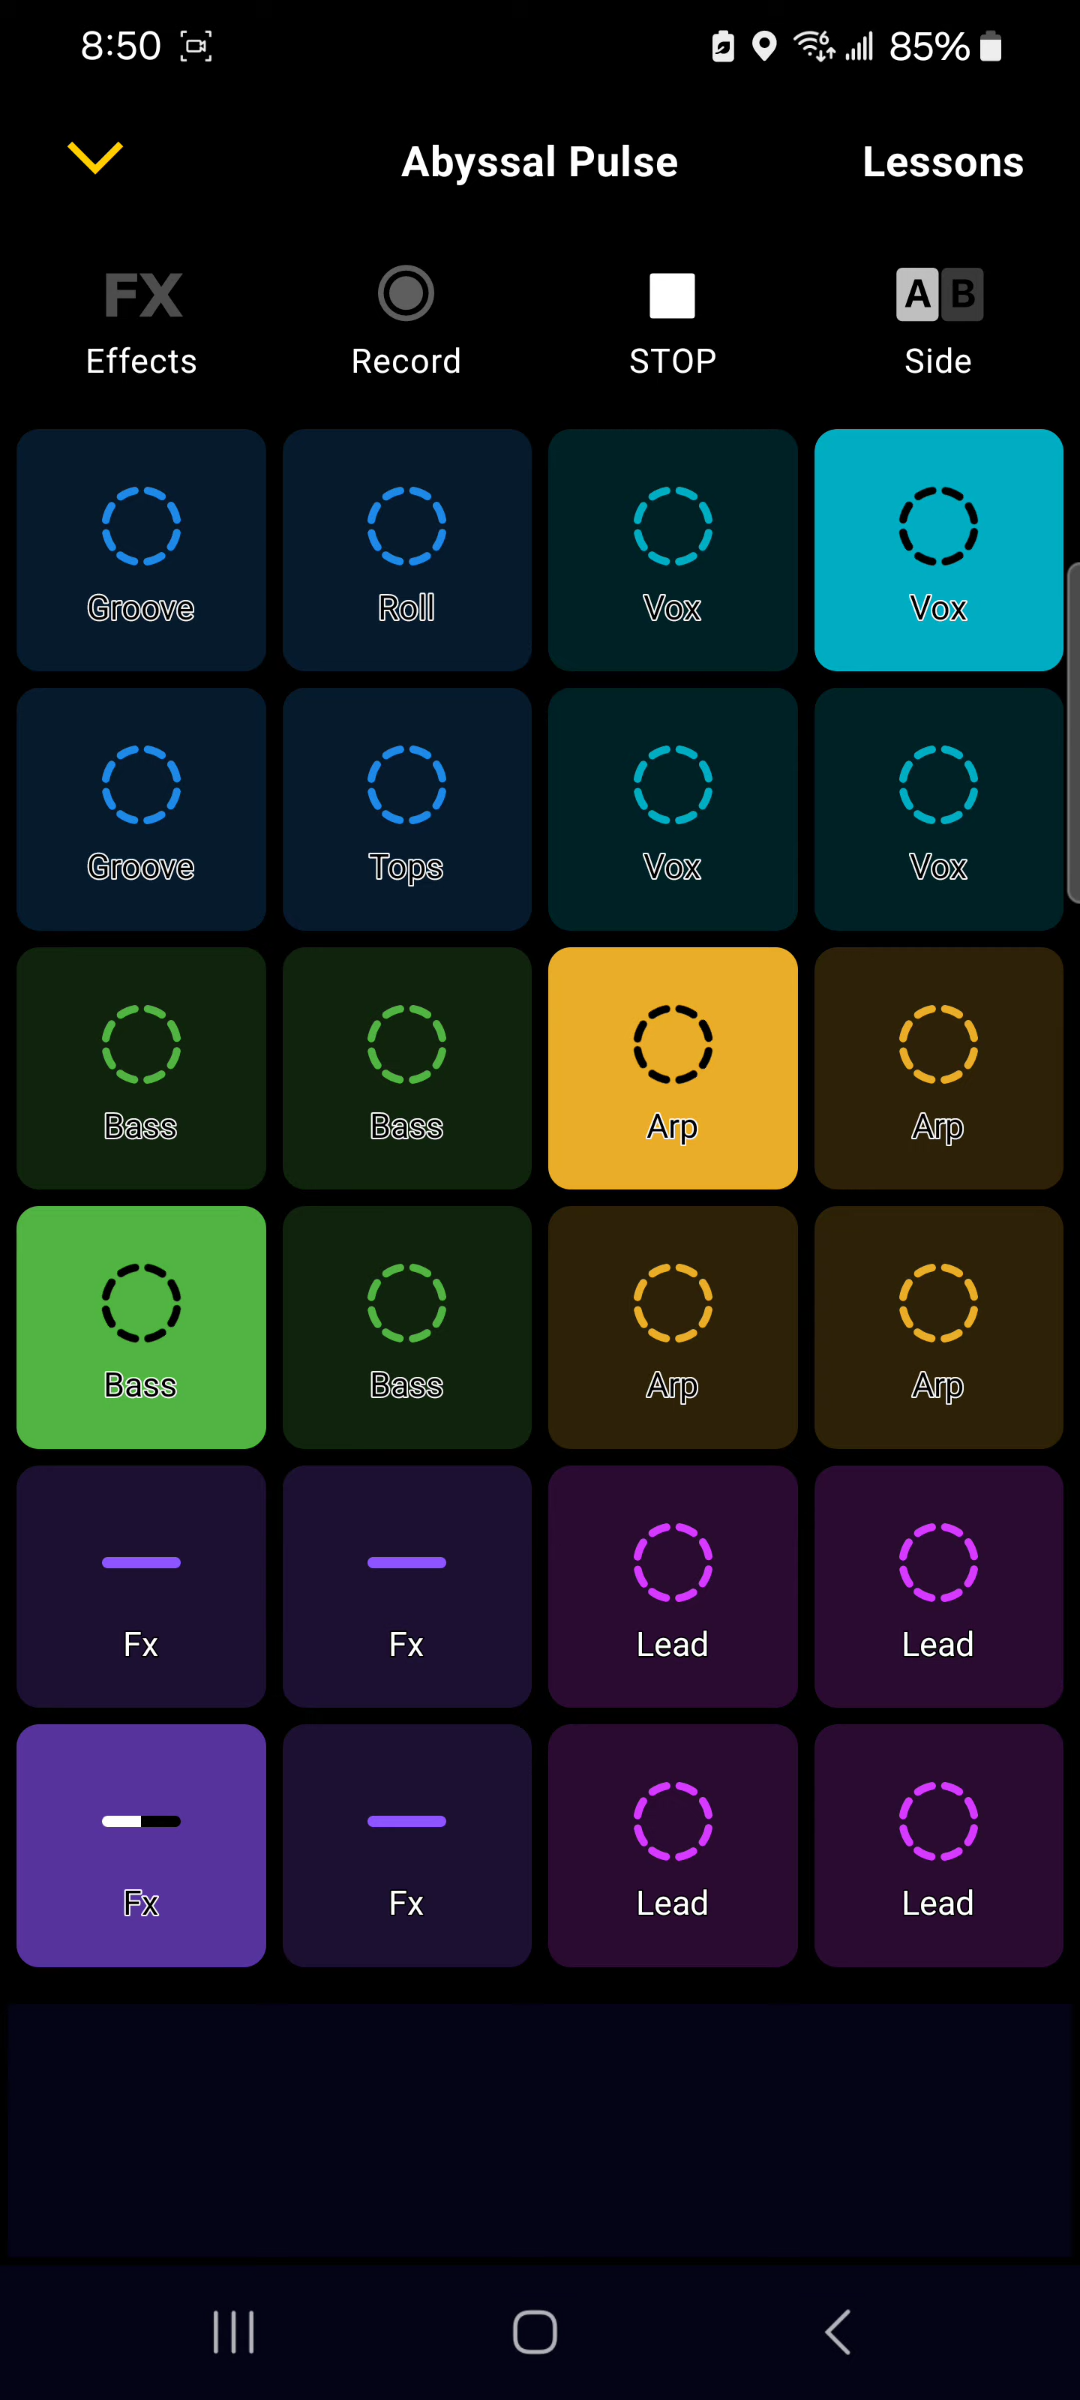 8:50 6 85%
Abyssal Pulse Lessons
FX A B
Effects Record STOP Side
Groove Roll Vox Vox
Groove Tops Vox Vox
Bass Bass Arp Arp
Bass Bass Arp Arp
Fx Fx Lead Lead
Fx Fx Lead Lead